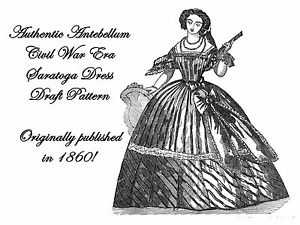 Authentic Antebellum
Civil War Era
Saratoga Dress
Draft Pattern
Originally published
in 1860!